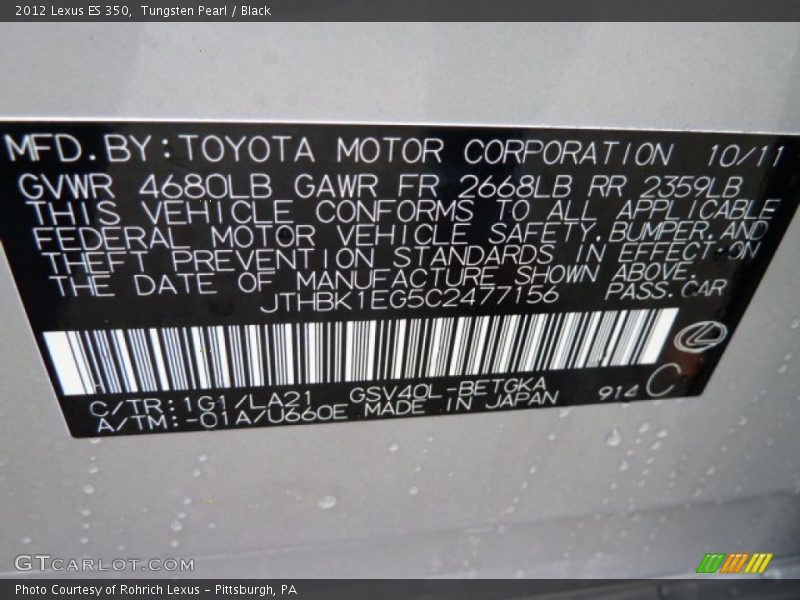 2012 Lexus ES 350, Tungsten Pearl / Black
MFD.BY:TOYOTA MOTOR CORPORATION 10/11
GVWR 4680LB GAWR FR 2668LB RR 2359LB
THIS VEHICLE CONFORMS TO ALL APPLICABLE
FEDERAL MOTOR VEHICLE SAFETY,BUMPER,AND
THEFT PREVENTION STANDARDS IN EFFECT ON
THE DATE OF MANUFACTURE SHOWN ABOVE.
JTHBK1EG5C2477156 PASS.CAR
C/TR:1G1/LA21 GSV40L-BETGKA
A/TM:-01A/U660E MADE IN JAPAN 914 C
GTCARLOT.COM
Photo Courtesy of Rohrich Lexus - Pittsburgh, PA